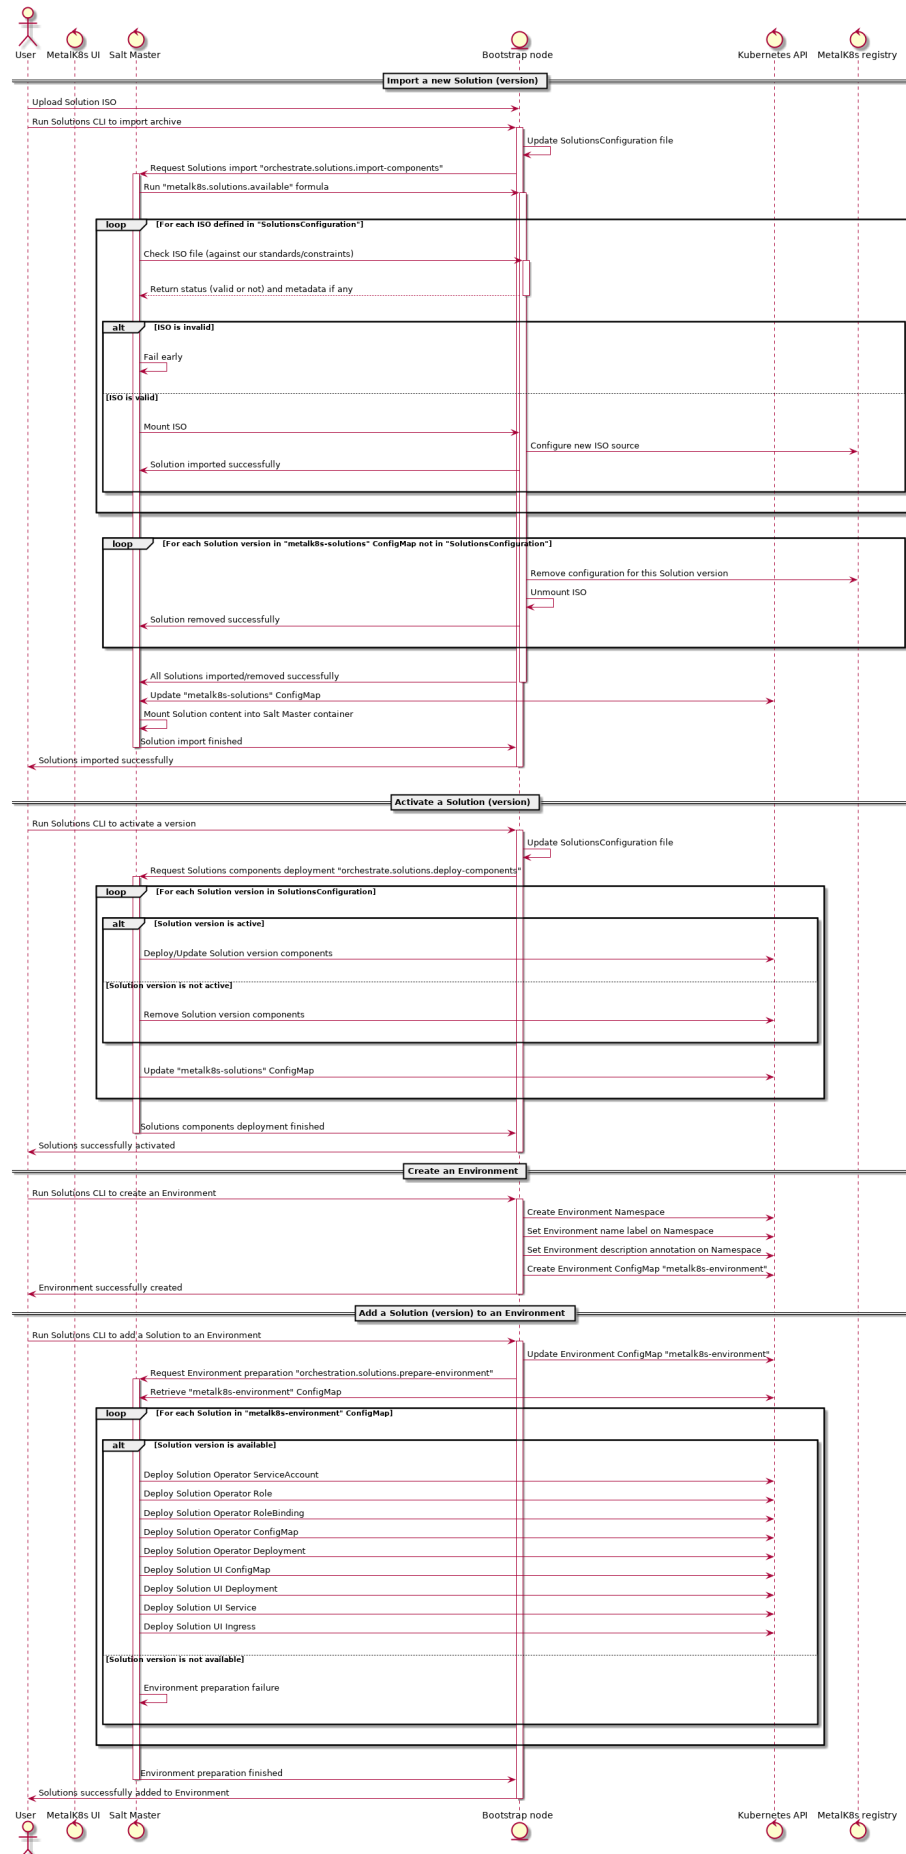 User
MetalK8s UI
Salt Master
Bootstrap node
Kubernetes API
MetalK8s registry
Import a new Solution (version)
Upload Solution ISO
Run Solutions CLI to import archive
Update SolutionsConfiguration file
Request Solutions import "orchestrate.solutions.import-components"
Run "metalk8s.solutions.available" formula
loop
[For each ISO defined in "SolutionsConfiguration"]
Check ISO file (against our standards/constraints)
Return status (valid or not) and metadata if any
alt
[ISO is invalid]
Fail early
[ISO is valid]
Mount ISO
Configure new ISO source
Solution imported successfully
loop
[For each Solution version in "metalk8s-solutions" ConfigMap not in "SolutionsConfiguration"]
Remove configuration for this Solution version
Unmount ISO
Solution removed successfully
All Solutions imported/removed successfully
Update "metalk8s-solutions" ConfigMap
Mount Solution content into Salt Master container
Solution import finished
Solutions imported successfully
Activate a Solution (version)
Run Solutions CLI to activate a version
Update SolutionsConfiguration file
Request Solutions components deployment "orchestrate.solutions.deploy-components"
loop
[For each Solution version in SolutionsConfiguration]
alt
[Solution version is active]
Deploy/Update Solution version components
[Solution version is not active]
Remove Solution version components
Update "metalk8s-solutions" ConfigMap
Solutions components deployment finished
Solutions successfully activated
Create an Environment
Run Solutions CLI to create an Environment
Create Environment Namespace
Set Environment name label on Namespace
Set Environment description annotation on Namespace
Create Environment ConfigMap "metalk8s-environment"
Environment successfully created
Add a Solution (version) to an Environment
Run Solutions CLI to add a Solution to an Environment
Update Environment ConfigMap "metalk8s-environment"
Request Environment preparation "orchestration.solutions.prepare-environment"
Retrieve "metalk8s-environment" ConfigMap
loop
[For each Solution in "metalk8s-environment" ConfigMap]
alt
[Solution version is available]
Deploy Solution Operator ServiceAccount
Deploy Solution Operator Role
Deploy Solution Operator RoleBinding
Deploy Solution Operator ConfigMap
Deploy Solution Operator Deployment
Deploy Solution UI ConfigMap
Deploy Solution UI Deployment
Deploy Solution UI Service
Deploy Solution UI Ingress
[Solution version is not available]
Environment preparation failure
Environment preparation finished
Solutions successfully added to Environment
User
MetalK8s UI
Salt Master
Bootstrap node
Kubernetes API
MetalK8s registry